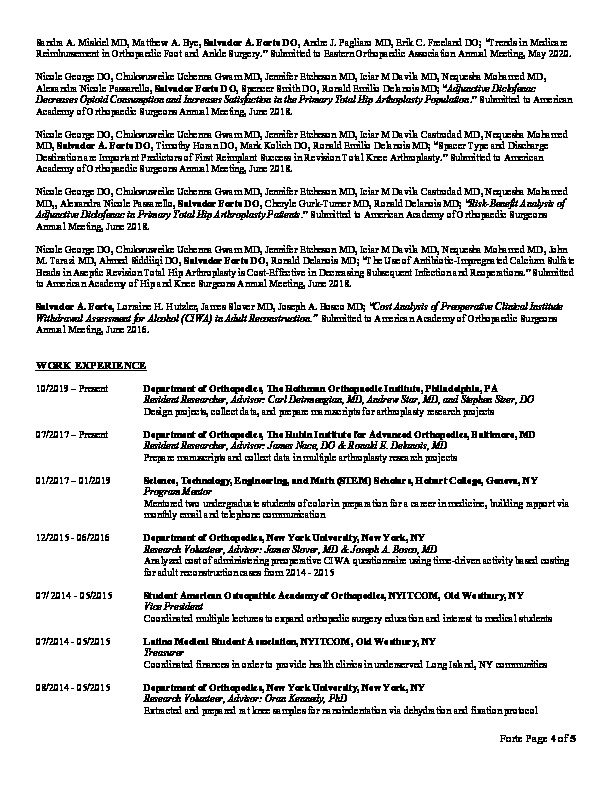 Sandra A. Miskiel MD, Matthew A. Bye, Salvador A. Forte DO, Andre J. Pagliaro MD, Erik C. Freeland DO; "Trends in Medicare
Reimbursement in Orthopaedic Foot and Ankle Surgery." Submitted to Eastern Orthopaedic Association Annual Meeting, May 2020.
Nicole George DO, Chukwuweike Uchenna Gwam MD, Jennifer Etcheson MD, Iciar M Davila MD, Nequesha Mohamed MD,
Alexandra Nicole Passarello, Salvador Forte DO, Spencer Smith DO, Ronald Emilio Delanois MD; "Adjunctive Diclofenac
Decreases Opioid Consumption and Increases Satisfaction in the Primary Total Hip Arthoplasty Population." Submitted to American
Academy of Orthopaedic Surgeons Annual Meeting, June 2018.
Nicole George DO, Chukwuweike Uchenna Gwam MD, Jennifer Etcheson MD, Iciar M Davila Castrodad MD, Nequesha Mohamed
MD, Salvador A. Forte DO, Timothy Horan DO, Mark Kolich DO, Ronald Emilio Delanois MD; "Spacer Type and Discharge
Destination are Important Predictors of First Reimplant Success in Revision Total Knee Arthroplasty." Submitted to American
Academy of Orthopaedic Surgeons Annual Meeting, June 2018.
Nicole George DO, Chukwuweike Uchenna Gwam MD, Jennifer Etcheson MD, Iciar M Davila Castrodad MD, Nequesha Mohamed
MD,, Alexandra Nicole Passarello, Salvador Forte DO, Cheryle Gurk-Turner MD, Ronald Delanois MD; "Risk-Benefit Analysis of
Adjunctive Diclofenac in Primary Total Hip Arthroplasty Patients." Submitted to American Academy of Orthopaedic Surgeons
Annual Meeting, June 2018.
Nicole George DO, Chukwuweike Uchenna Gwam MD, Jennifer Etcheson MD, Iciar M Davila MD, Nequesha Mohamed MD, John
M. Tarazi MD, Ahmed Siddiiqi DO, Salvador Forte DO, Ronald Delanois MD; "The Use of Antibiotic-Impregnated Calcium Sulfate
Beads in Aseptic Revision Total Hip Arthroplasty is Cost-Effective in Decreasing Subsequent Infection and Reoperations." Submitted
to American Academy of Hip and Knee Surgeons Annual Meeting, June 2018.
Salvador A. Forte, Lorraine H. Hutzler, James Slover MD, Joseph A. Bosco MD; "Cost Analysis of Preoperative Clinical Institute
Withdrawal Assessment for Alcohol (CIWA) in Adult Reconstruction." Submitted to American Academy of Orthopaedic Surgeons
Annual Meeting, June 2016.
WORK EXPERIENCE
10/2019 – Present Department of Orthopedics, The Rothman Orthopaedic Institute, Philadelphia, PA
Resident Researcher, Advisor: Carl Deirmengian, MD, Andrew Star, MD, and Stephen Sizer, DO
Design projects, collect data, and prepare manuscripts for arthroplasty research projects
07/2017 – Present Department of Orthopedics, The Rubin Institute for Advanced Orthopedics, Baltimore, MD
Resident Researcher, Advisor: James Nace, DO & Ronald E. Delanois, MD
Prepare manuscripts and collect data in multiple arthroplasty research projects
01/2017 – 01/2019 Science, Technology, Engineering, and Math (STEM) Scholars, Hobart College, Geneva, NY
Program Mentor
Mentored two undergraduate students of color in preparation for a career in medicine, building rapport via
monthly email and telephone communication
12/2015 - 06/2016 Department of Orthopedics, New York University, New York, NY
Research Volunteer, Advisor: James Slover, MD & Joseph A. Bosco, MD
Analyzed cost of administering preoperative CIWA questionnaire using time-driven activity based costing
for adult reconstruction cases from 2014 - 2015
07/ 2014 - 05/2015 Student American Osteopathic Academy of Orthopedics, NYITCOM, Old Westbury, NY
Vice President
Coordinated multiple lectures to expand orthopedic surgery education and interest to medical students
07/2014 - 05/2015 Latino Medical Student Association, NYITCOM, Old Westbury, NY
Treasurer
Coordinated finances in order to provide health clinics in underserved Long Island, NY communities
08/2014 - 05/2015 Department of Orthopedics, New York University, New York, NY
Research Volunteer, Advisor: Oran Kennedy, PhD
Extracted and prepared rat knee samples for nanoindentation via dehydration and fixation protocol
Forte Page 4 of 5